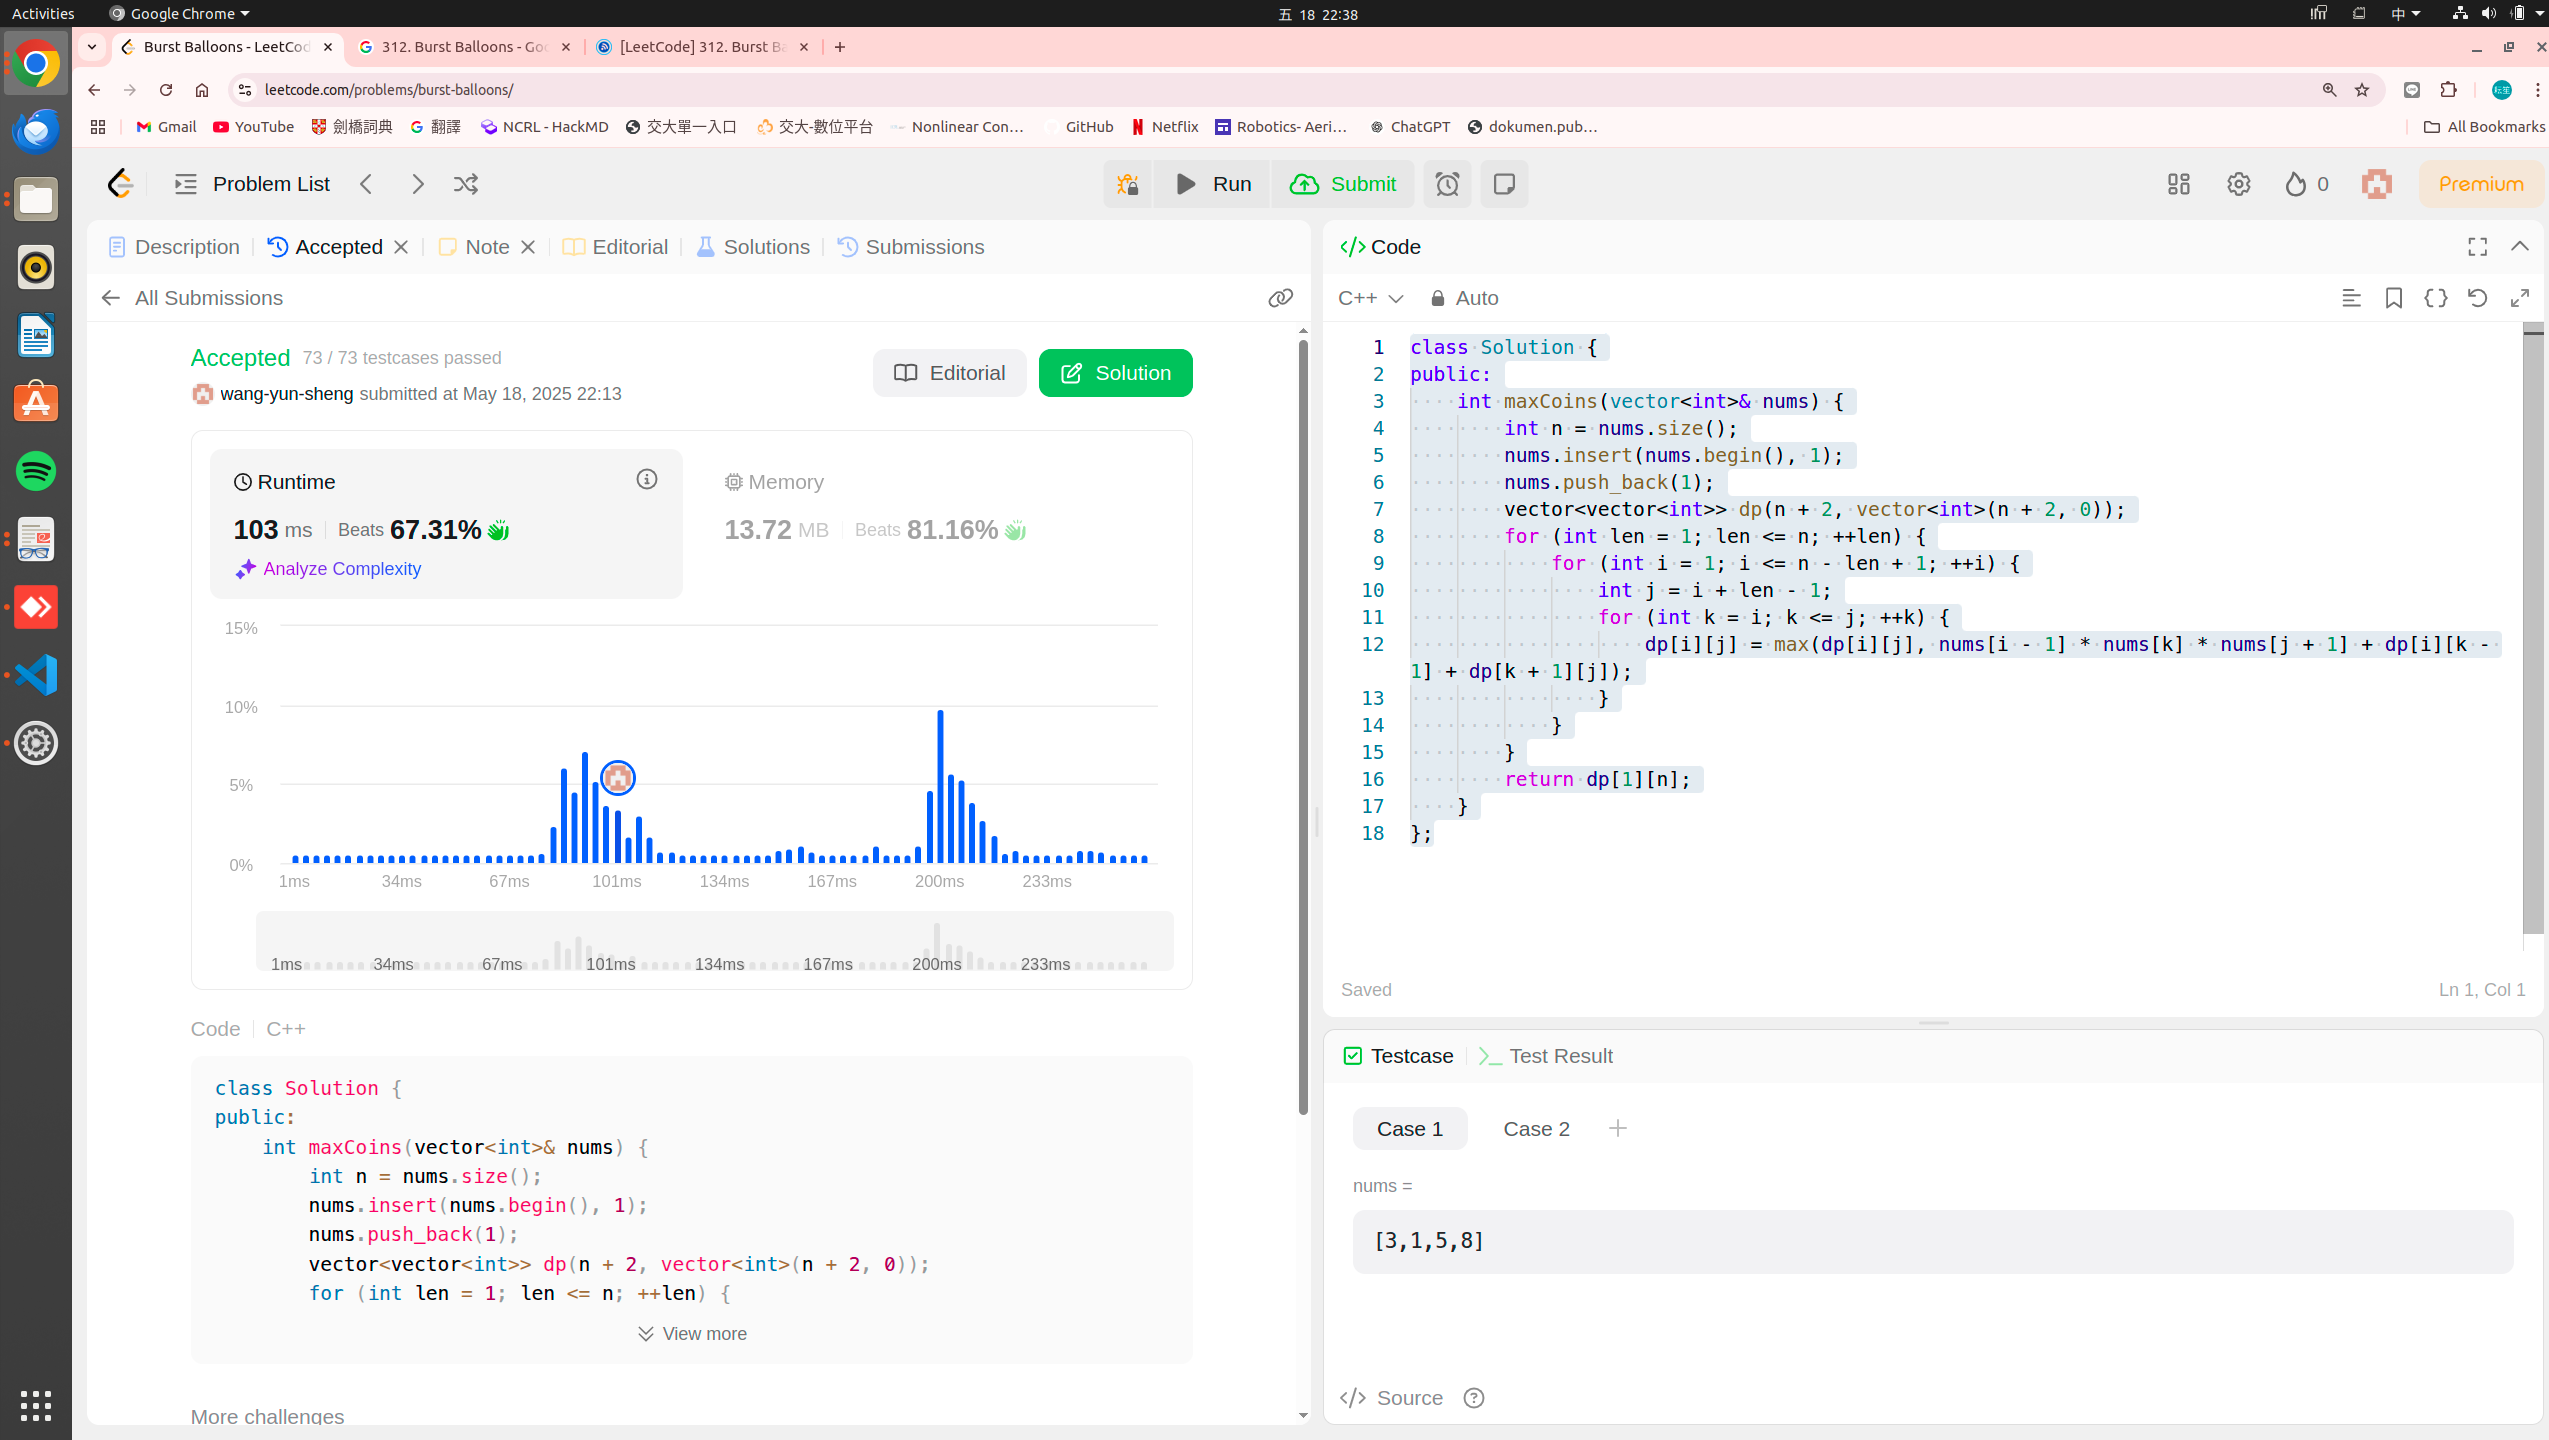 Activities
Google Chrome
五 18 22:38
中
Burst Balloons - LeetCod
312. Burst Balloons - Goo
[LeetCode] 312. Burst Ba
leetcode.com/problems/burst-balloons/
Gmail
YouTube
劍橋詞典
翻譯
NCRL - HackMD
交大單一入口
交大-數位平台
Nonlinear Con...
GitHub
Netflix
Robotics- Aeri...
ChatGPT
dokumen.pub...
All Bookmarks
Problem List
Run
Submit
0
Premium
Description
Accepted
Note
Editorial
Solutions
Submissions
All Submissions
Accepted 73 / 73 testcases passed
wang-yun-sheng submitted at May 18, 2025 22:13
Editorial
Solution
Runtime
103 ms Beats 67.31%
Analyze Complexity
Memory
13.72 MB Beats 81.16%
15%
10%
5%
0%
1ms 34ms 67ms 101ms 134ms 167ms 200ms 233ms
1ms 34ms 67ms 101ms 134ms 167ms 200ms 233ms
Code C++
class Solution {
public:
    int maxCoins(vector<int>& nums) {
        int n = nums.size();
        nums.insert(nums.begin(), 1);
        nums.push_back(1);
        vector<vector<int>> dp(n + 2, vector<int>(n + 2, 0));
        for (int len = 1; len <= n; ++len) {
View more
More challenges
Code
C++ Auto
1 class Solution {
2 public:
3     int maxCoins(vector<int>& nums) {
4         int n = nums.size();
5         nums.insert(nums.begin(), 1);
6         nums.push_back(1);
7         vector<vector<int>> dp(n + 2, vector<int>(n + 2, 0));
8         for (int len = 1; len <= n; ++len) {
9             for (int i = 1; i <= n - len + 1; ++i) {
10                 int j = i + len - 1;
11                 for (int k = i; k <= j; ++k) {
12                     dp[i][j] = max(dp[i][j], nums[i - 1] * nums[k] * nums[j + 1] + dp[i][k -
1] + dp[k + 1][j]);
13                 }
14             }
15         }
16         return dp[1][n];
17     }
18 };
Saved
Ln 1, Col 1
Testcase
Test Result
Case 1
Case 2
nums =
[3,1,5,8]
Source